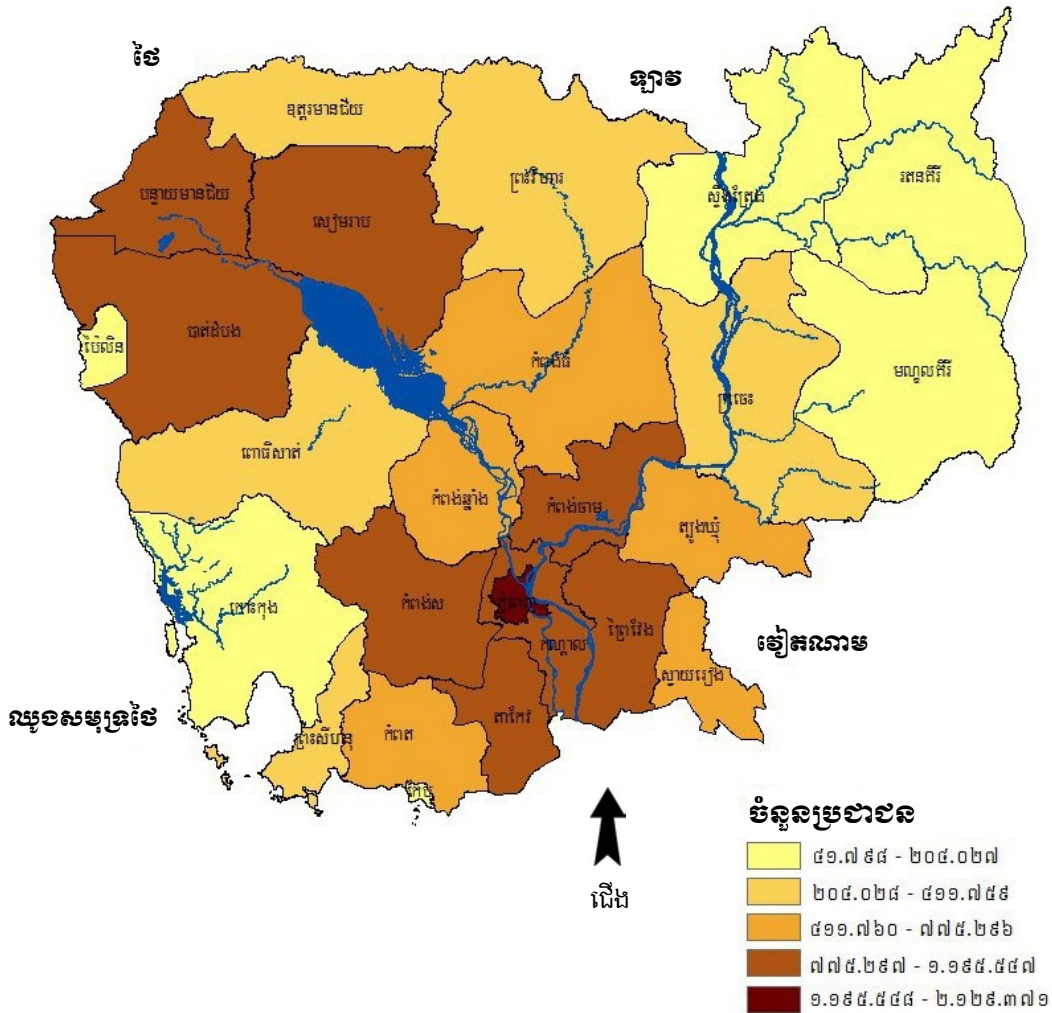 ថៃ
ឡាវ
ឧត្តរមានជ័យ
ព្រះវិហារ
រតនគីរី
ស្ទឹងត្រែង
បន្ទាយមានជ័យ
សៀមរាប
បាត់ដំបង
ប៉ៃលិន
កំពង់ធំ
មណ្ឌលគីរី
ក្រចេះ
ពោធិសាត់
កំពង់ឆ្នាំង
កំពង់ចាម
ត្បូងឃ្មុំ
កោះកុង
កំពង់ស
ភ្នំពេញ
ព្រៃវែង
កណ្តាល
វៀតណាម
ស្វាយរៀង
ឈូងសមុទ្រថៃ
តាកែវ
ព្រះសីហនុ
កំពត
កែប
ជើង
ចំនួនប្រជាជន
៤១.៧៩៨ - ២០៤.០២៧
២០៤.០២៨ - ៤១១.៧៥៩
៤១១.៧៦០ - ៧៧៥.២៩៦
៧៧៥.២៩៧ - ១.១៩៥.៥៤៧
១.១៩៥.៥៤៨ - ២.១២៩.៣៧១